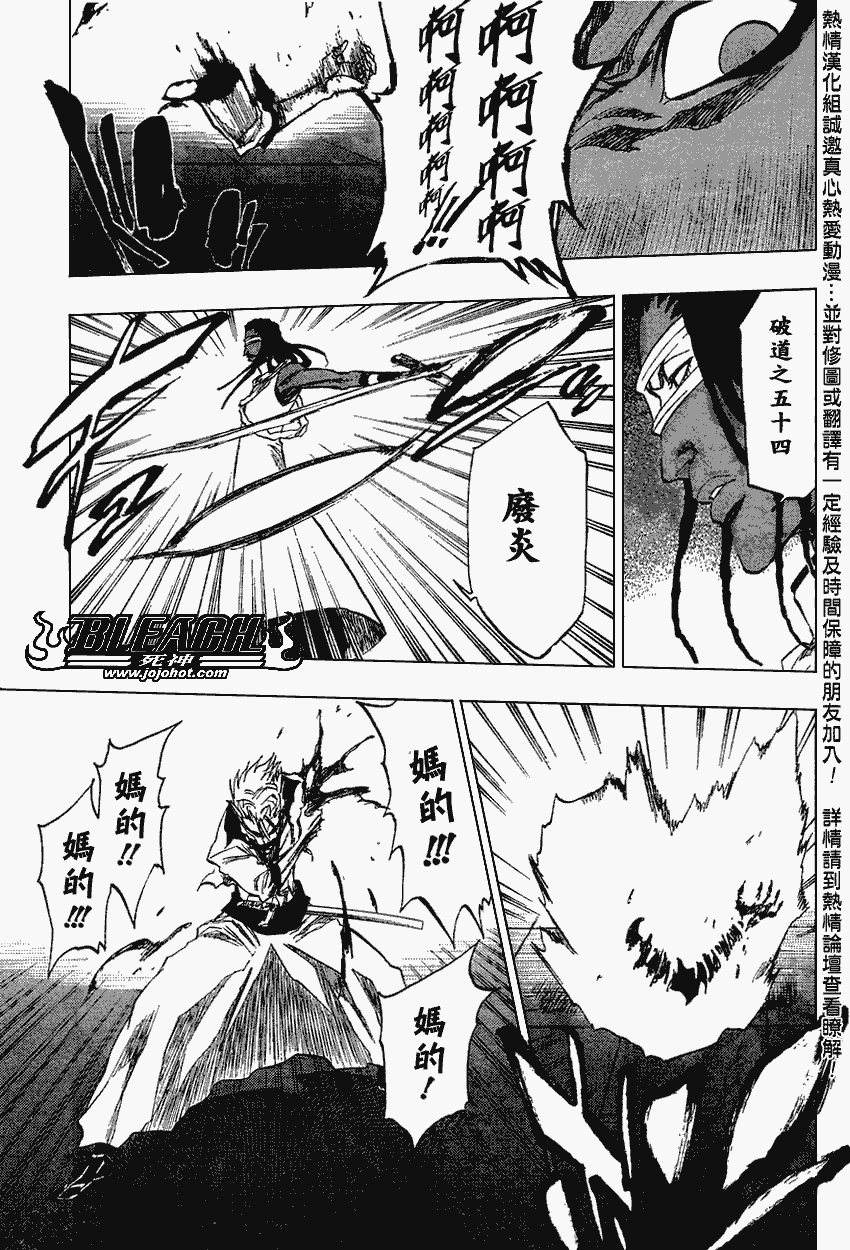 啊啊啊啊
啊啊啊啊啊!!!
破道之五十四
廢炎
媽的!!!
媽的!!
媽的!!!
媽的!
BLEACH
死神
www.jojohot.com
熱情漢化組誠邀真心熱愛動漫…並對修圖或翻譯有一定經驗及時間保障的朋友加入! 詳情請到熱情論壇查看瞭解!